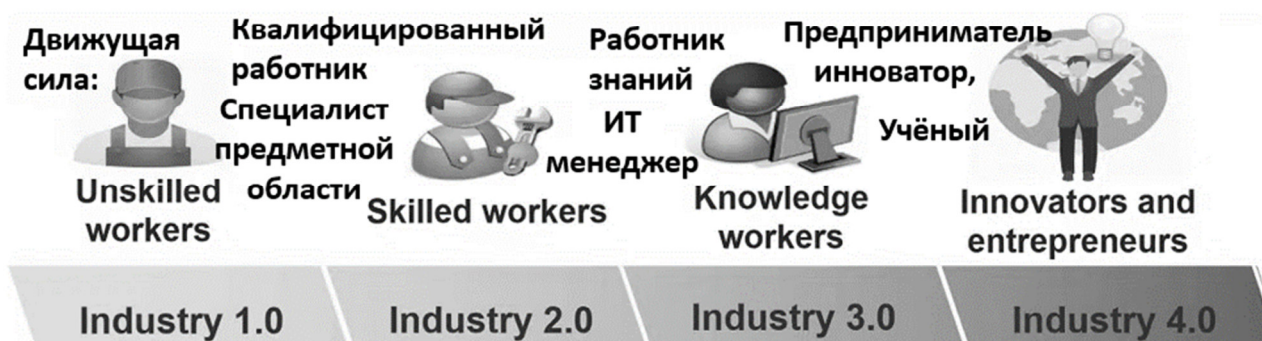 Движущая
сила:
Unskilled
workers
Квалифицированный
работник
Специалист
предметной
области
Skilled workers
Работник
знаний
ИТ
менеджер
Knowledge
workers
Предприниматель
инноватор,
Учёный
Innovators and
entrepreneurs
Industry 1.0
Industry 2.0
Industry 3.0
Industry 4.0